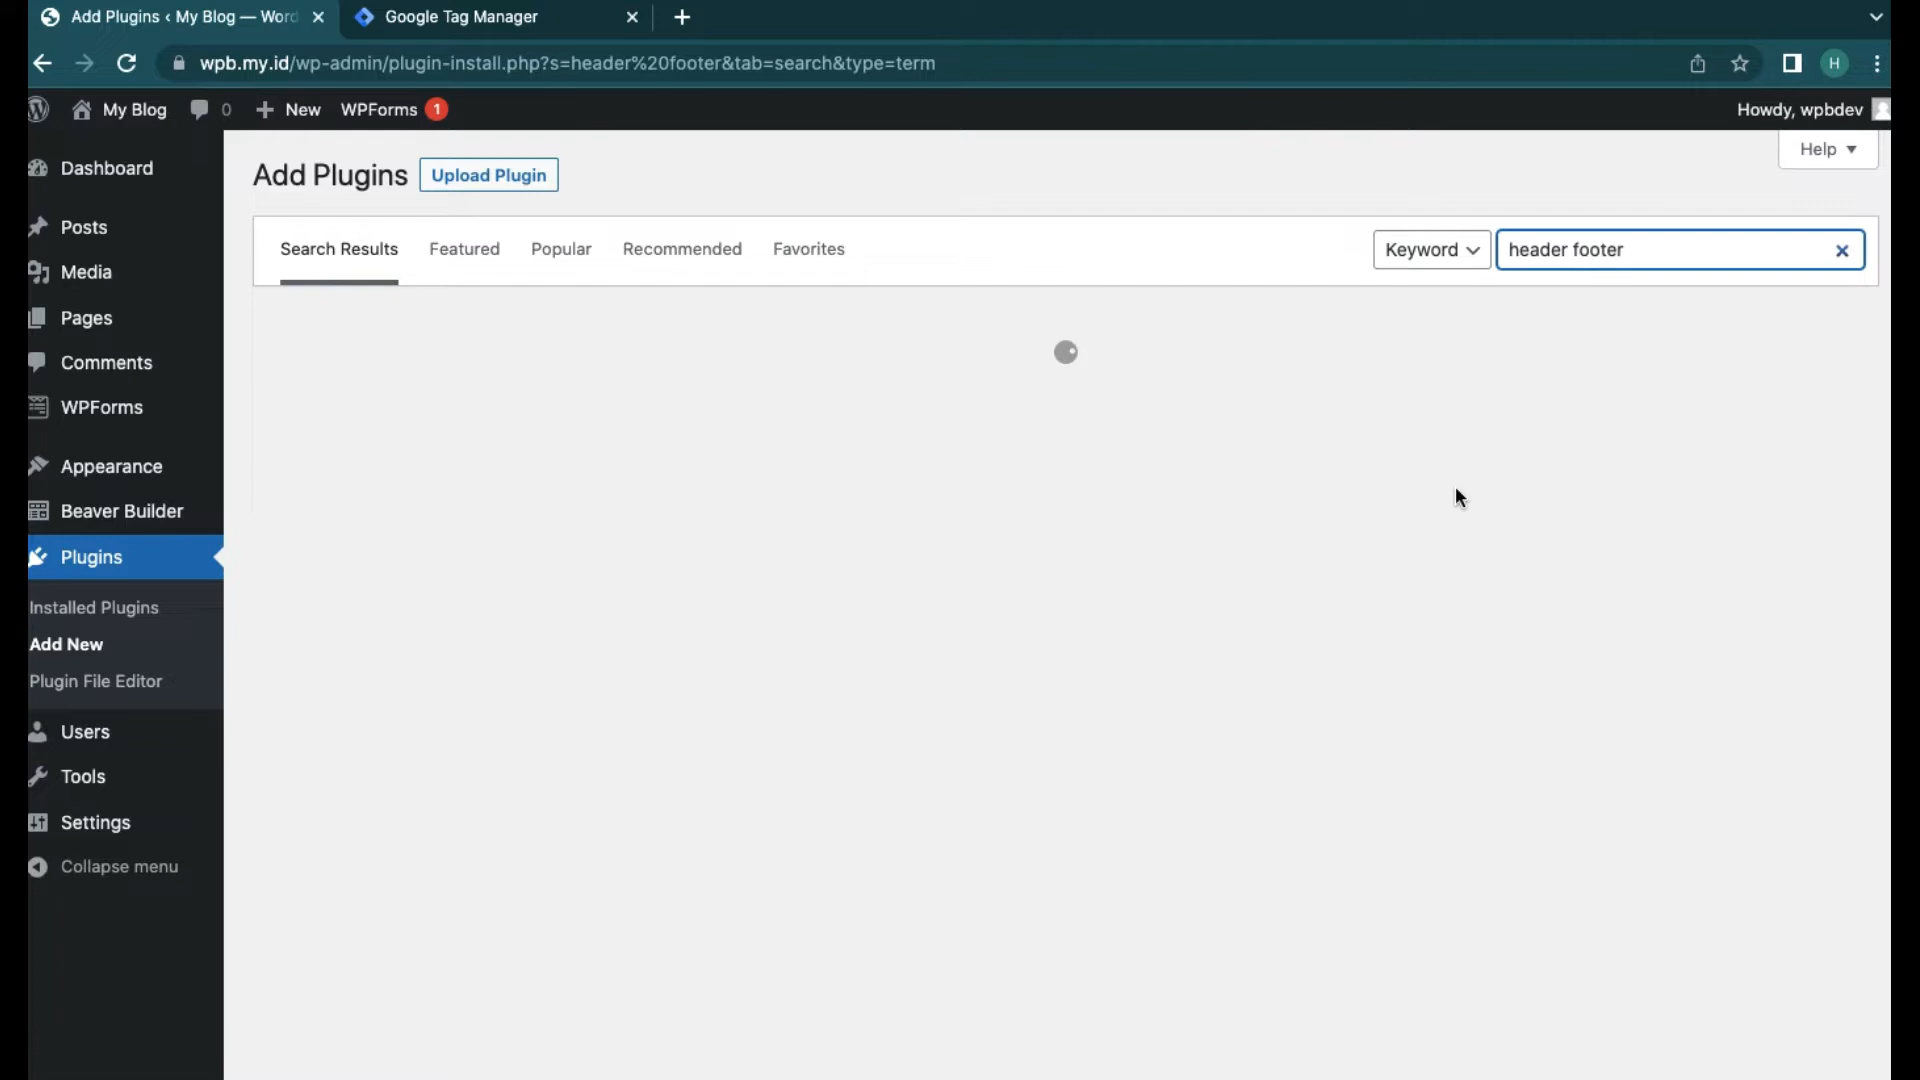 Add Plugins ‹ My Blog — Word
Google Tag Manager
wpb.my.id/wp-admin/plugin-install.php?s=header%20footer&tab=search&type=term
H
My Blog
0
New
WPForms
1
Howdy, wpbdev
Help
Dashboard
Posts
Media
Pages
Comments
WPForms
Appearance
Beaver Builder
Plugins
Installed Plugins
Add New
Plugin File Editor
Users
Tools
Settings
Collapse menu
Add Plugins
Upload Plugin
Search Results
Featured
Popular
Recommended
Favorites
Keyword
header footer